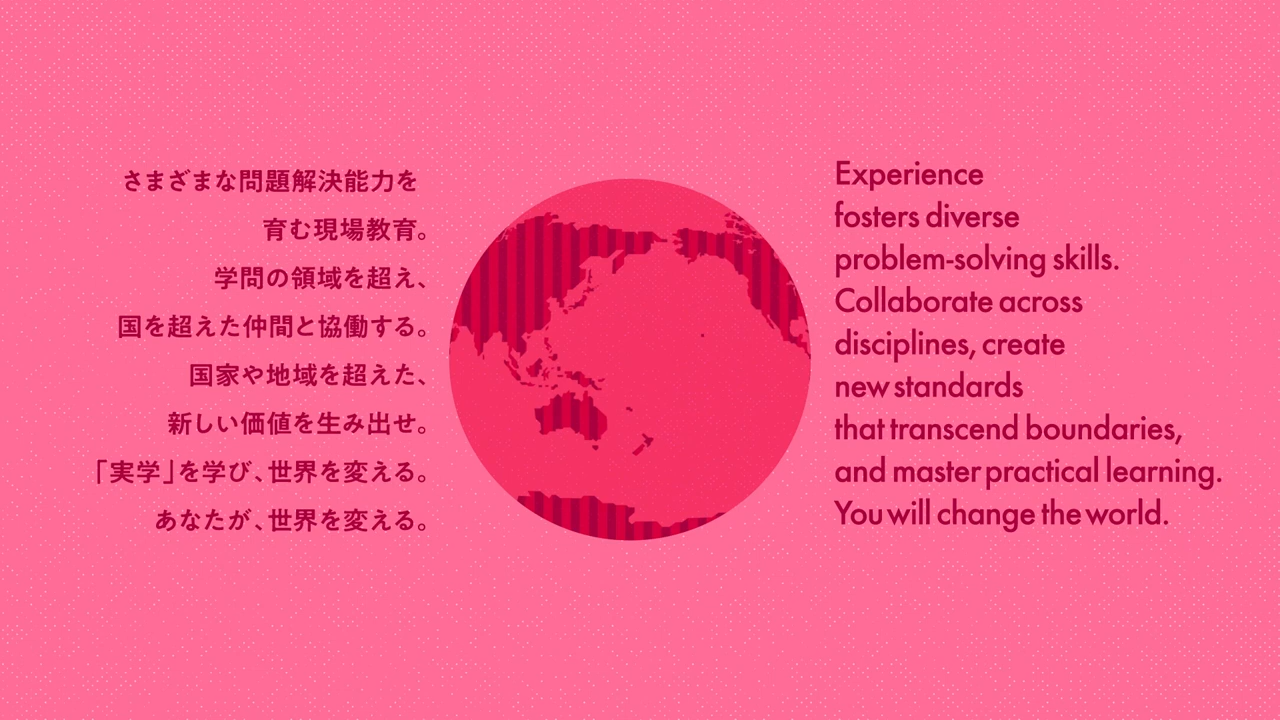 さまざまな問題解決能力を
育む現場教育。
学問の領域を超え、
国を超えた仲間と協働する。
国家や地域を超えた、
新しい価値を生み出せ。
「実学」を学び、世界を変える。
あなたが、世界を変える。
Experience
fosters diverse
problem-solving skills.
Collaborate across
disciplines, create
new standards
that transcend boundaries,
and master practical learning.
You will change the world.